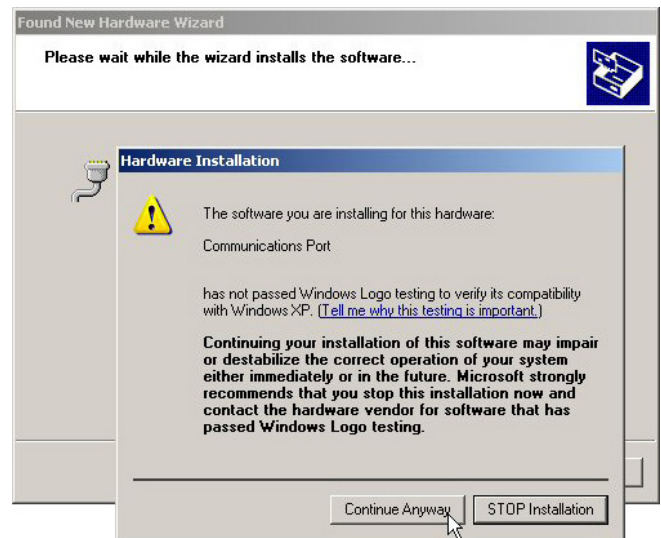 Found New Hardware Wizard
Please wait while the wizard installs the software...
Hardware Installation
The software you are installing for this hardware:
Communications Port
has not passed Windows Logo testing to verify its compatibility
with Windows XP. (Tell me why this testing is important.)
Continuing your installation of this software may impair
or destabilize the correct operation of your system
either immediately or in the future. Microsoft strongly
recommends that you stop this installation now and
contact the hardware vendor for software that has
passed Windows Logo testing.
Continue Anyway
STOP Installation